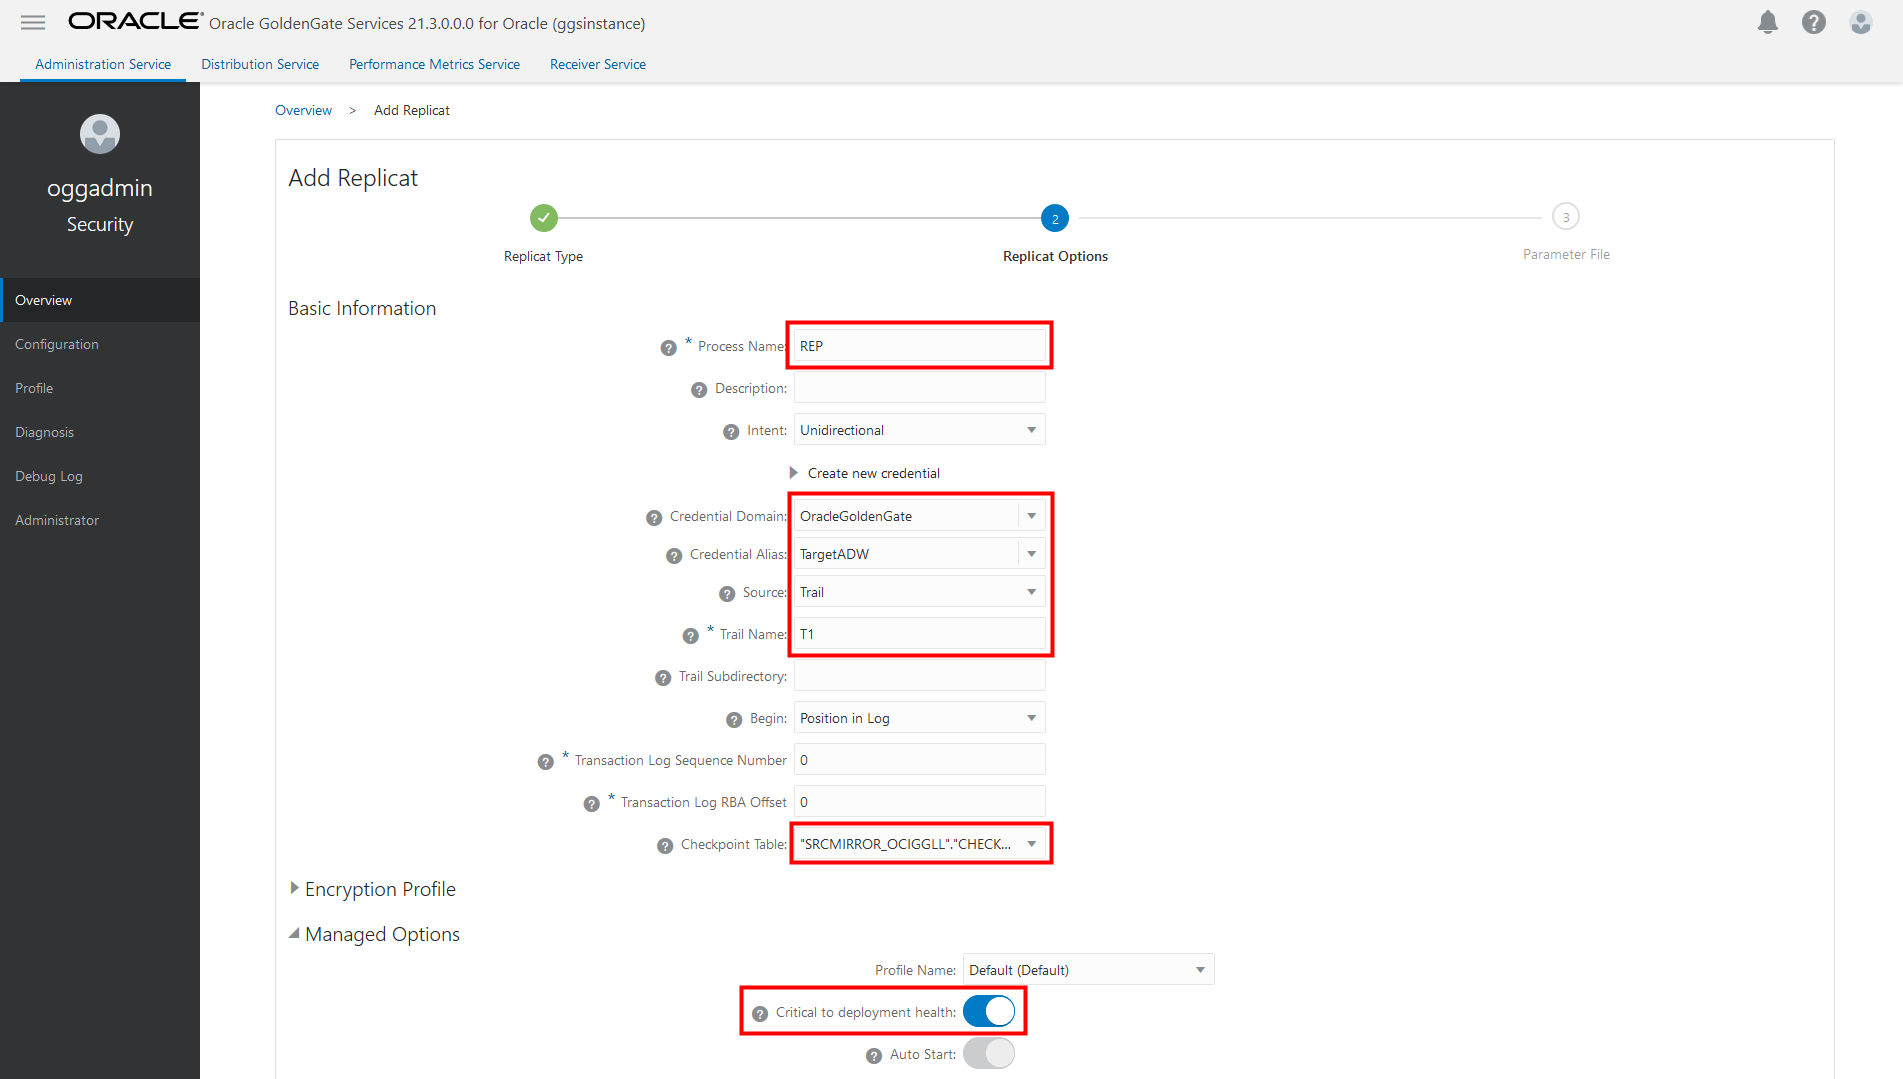 ORACLE® Oracle GoldenGate Services 21.3.0.0.0 for Oracle (ggsinstance)
Administration Service Distribution Service Performance Metrics Service Receiver Service
oggadmin
Security
Overview
Configuration
Profile
Diagnosis
Debug Log
Administrator
Overview > Add Replicat
Add Replicat
2
3
Replicat Type
Replicat Options
Parameter File
Basic Information
? * Process Name: REP
? Description:
? Intent: Unidirectional
Create new credential
? Credential Domain: OracleGoldenGate
? Credential Alias: TargetADW
? Source: Trail
? * Trail Name: T1
? Trail Subdirectory:
? Begin: Position in Log
? * Transaction Log Sequence Number 0
? * Transaction Log RBA Offset 0
? Checkpoint Table: "SRCMIRROR_OCIGGLL"."CHECK...
Encryption Profile
Managed Options
Profile Name: Default (Default)
? Critical to deployment health:
? Auto Start: